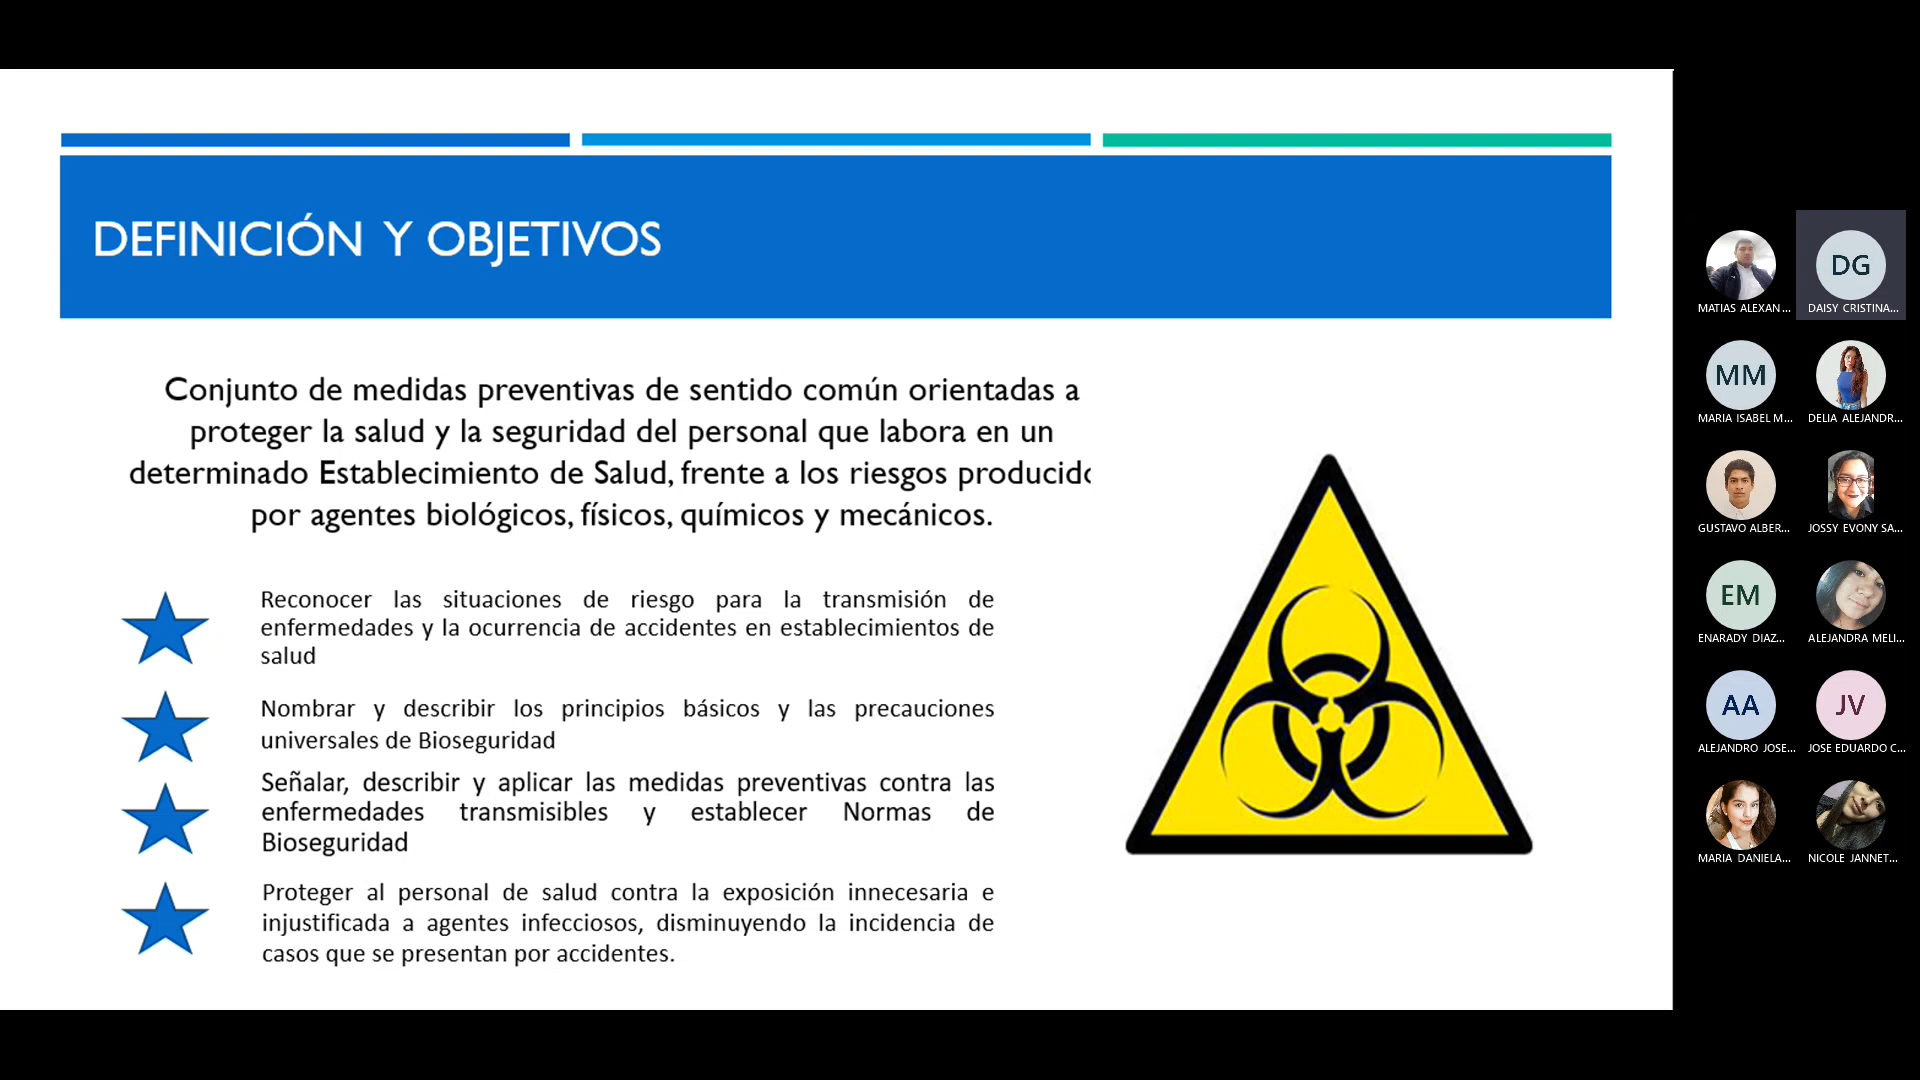 DEFINICIÓN Y OBJETIVOS
Conjunto de medidas preventivas de sentido común orientadas a
proteger la salud y la seguridad del personal que labora en un
determinado Establecimiento de Salud, frente a los riesgos producido
por agentes biológicos, físicos, químicos y mecánicos.
Reconocer las situaciones de riesgo para la transmisión de
enfermedades y la ocurrencia de accidentes en establecimientos de
salud
Nombrar y describir los principios básicos y las precauciones
universales de Bioseguridad
Señalar, describir y aplicar las medidas preventivas contra las
enfermedades transmisibles y establecer Normas de
Bioseguridad
Proteger al personal de salud contra la exposición innecesaria e
injustificada a agentes infecciosos, disminuyendo la incidencia de
casos que se presentan por accidentes.
MATIAS ALEXAN...
DG
DAISY CRISTINA...
MM
MARIA ISABEL M...
DELIA ALEJANDR...
GUSTAVO ALBER...
JOSSY EVONY SA...
EM
ENARADY DIAZ...
ALEJANDRA MELI...
AA
ALEJANDRO JOSE...
JV
JOSE EDUARDO C...
MARIA DANIELA...
NICOLE JANNET...